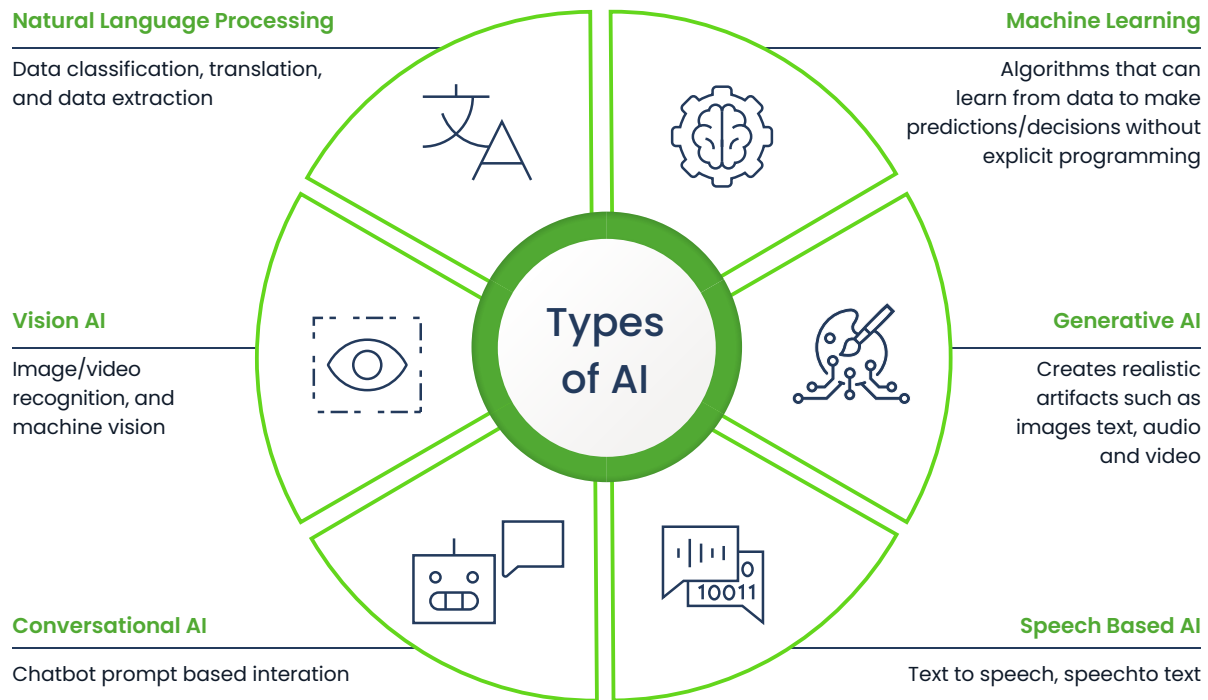 Natural Language Processing
Data classification, translation,
and data extraction
Machine Learning
Algorithms that can
learn from data to make
predictions/decisions without
explicit programming
文A
Types
of AI
Vision AI
Image/video
recognition, and
machine vision
Generative AI
Creates realistic
artifacts such as
images text, audio
and video
0
10011
Conversational AI
Chatbot prompt based interation
Speech Based AI
Text to speech, speechto text